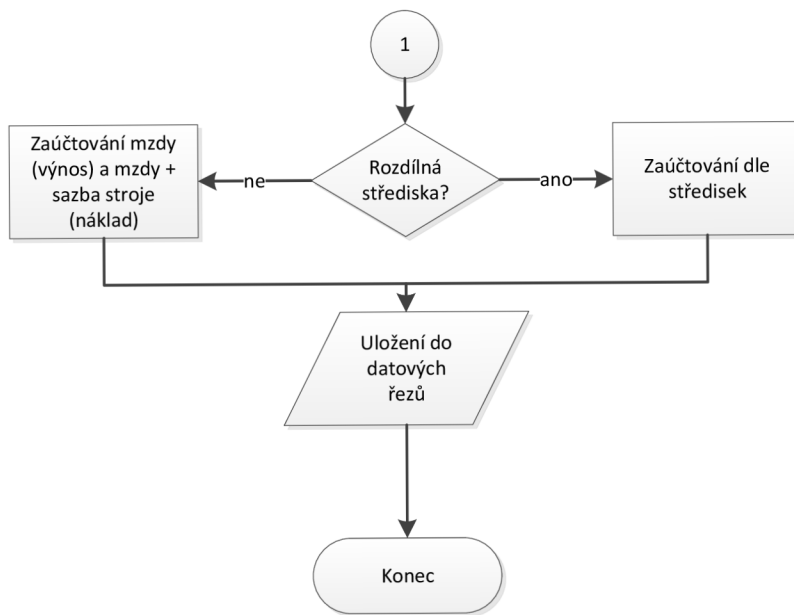 1
Zaúčtování mzdy
(výnos) a mzdy +
sazba stroje
(náklad)
ne
Rozdílná
střediska?
ano
Zaúčtování dle
středisek
Uložení do
datových
řezů
Konec